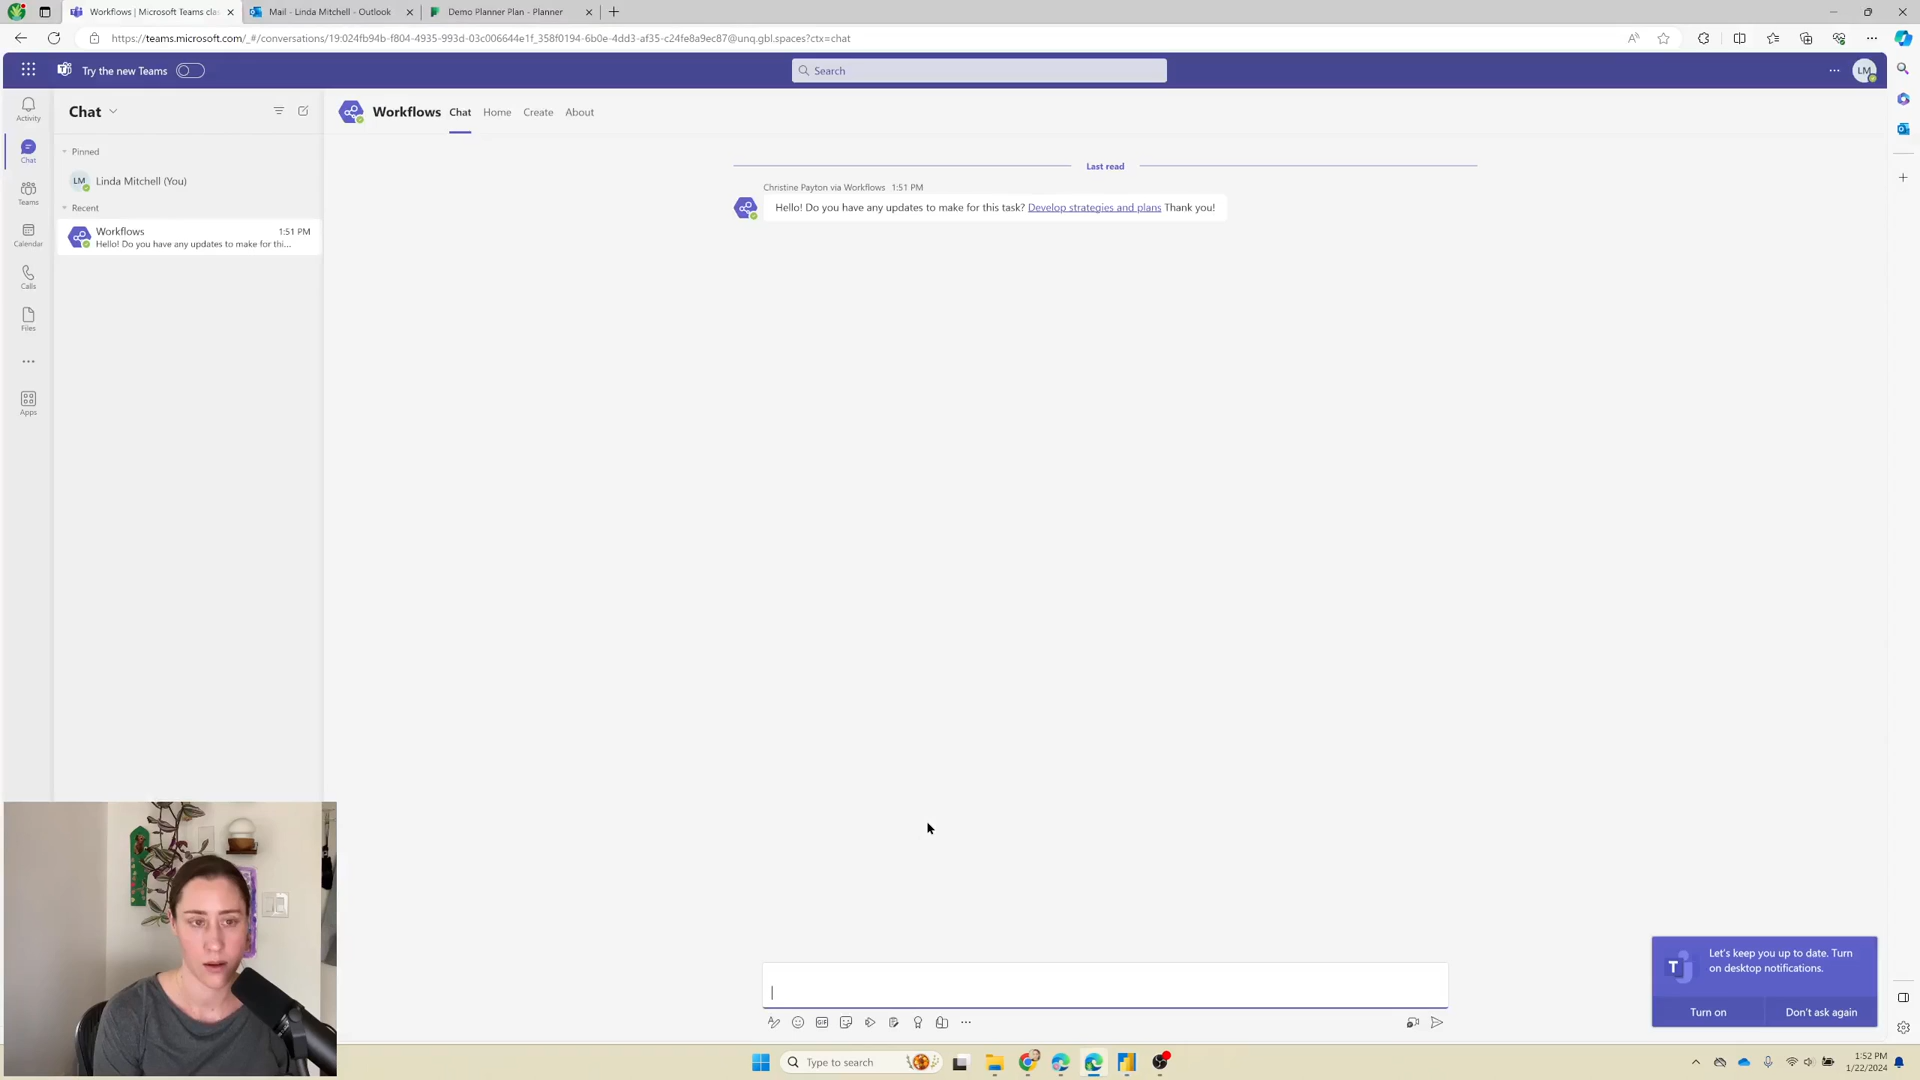 Workflows | Microsoft Teams clas
Mail - Linda Mitchell - Outlook
Demo Planner Plan - Planner
https://teams.microsoft.com/_#/conversations/19:024fb94b-f804-4935-993d-03c006644e1f_358f0194-6b0e-4dd3-af35-c24fe8a9ec87@unq.gbl.spaces?ctx=chat
Try the new Teams
Search
LM
Activity
Chat
Teams
Calendar
Calls
Files
Apps
Chat
Pinned
LM Linda Mitchell (You)
Recent
Workflows 1:51 PM
Hello! Do you have any updates to make for thi...
Workflows Chat Home Create About
Last read
Christine Payton via Workflows 1:51 PM
Hello! Do you have any updates to make for this task? Develop strategies and plans Thank you!
GIF
T
Let's keep you up to date. Turn
on desktop notifications.
Turn on Don't ask again
Type to search
1:52 PM
1/22/2024